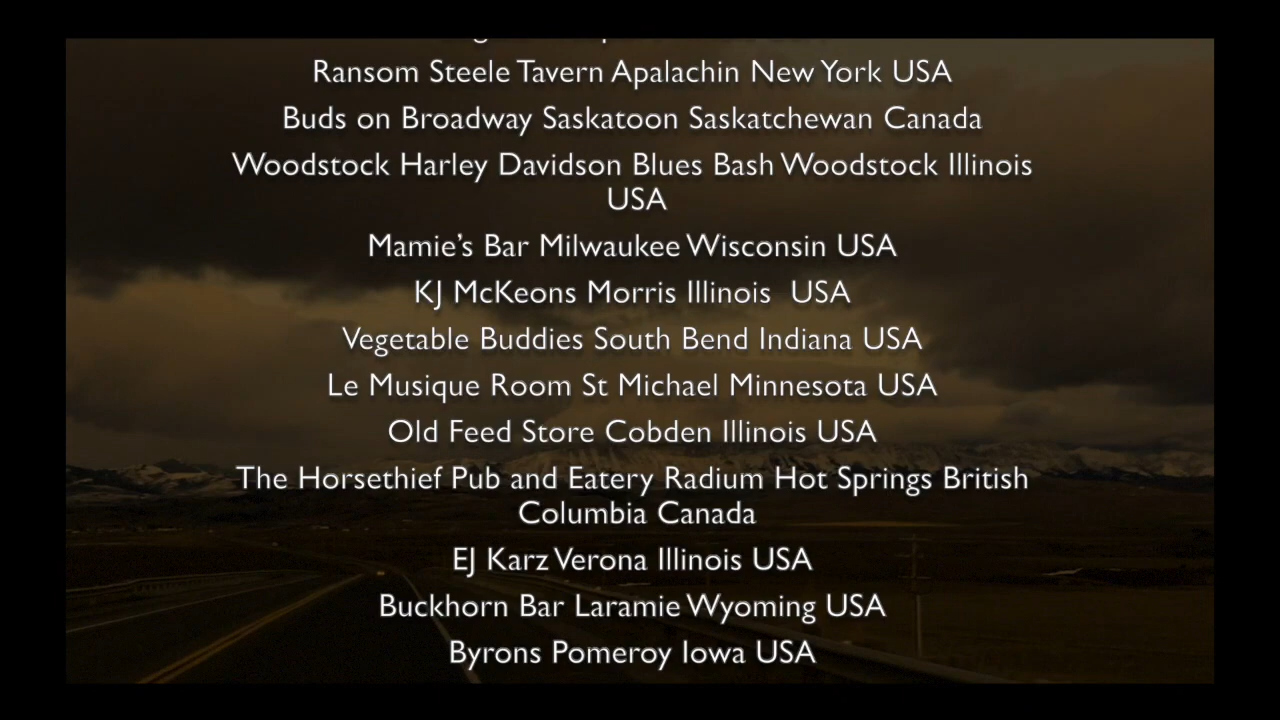 Ransom Steele Tavern Apalachin New York USA
Buds on Broadway Saskatoon Saskatchewan Canada
Woodstock Harley Davidson Blues Bash Woodstock Illinois
USA
Mamie’s Bar Milwaukee Wisconsin USA
KJ McKeons Morris Illinois  USA
Vegetable Buddies South Bend Indiana USA
Le Musique Room St Michael Minnesota USA
Old Feed Store Cobden Illinois USA
The Horsethief Pub and Eatery Radium Hot Springs British
Columbia Canada
EJ Karz Verona Illinois USA
Buckhorn Bar Laramie Wyoming USA
Byrons Pomeroy Iowa USA